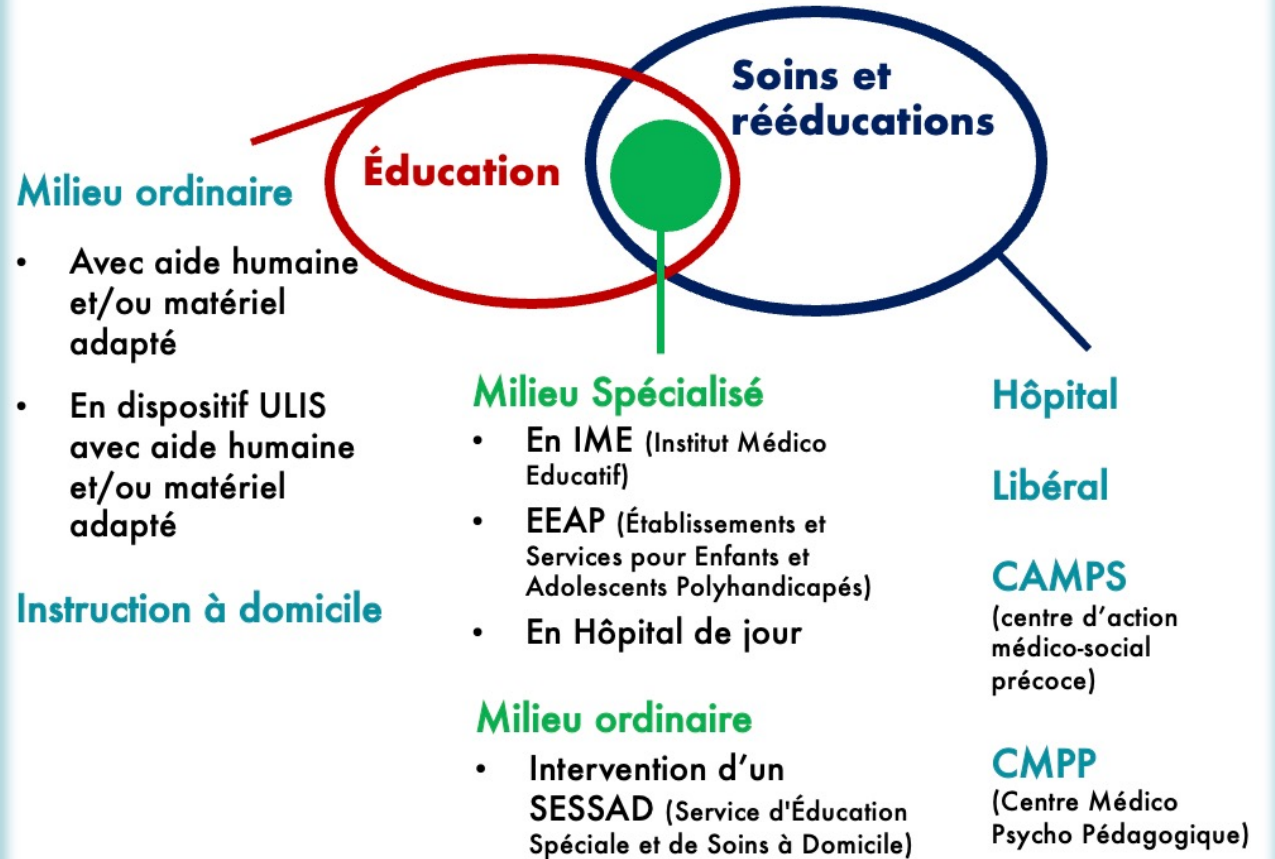 Soins et
rééducations
Éducation
Milieu ordinaire
• Avec aide humaine
et/ou matériel
adapté
• En dispositif ULIS
avec aide humaine
et/ou matériel
adapté
Instruction à domicile
Milieu Spécialisé
• En IME (Institut Médico
Educatif)
• EEAP (Établissements et
Services pour Enfants et
Adolescents Polyhandicapés)
• En Hôpital de jour
Milieu ordinaire
• Intervention d’un
SESSAD (Service d'Éducation
Spéciale et de Soins à Domicile)
Hôpital
Libéral
CAMPS
(centre d’action
médico-social
précoce)
CMPP
(Centre Médico
Psycho Pédagogique)